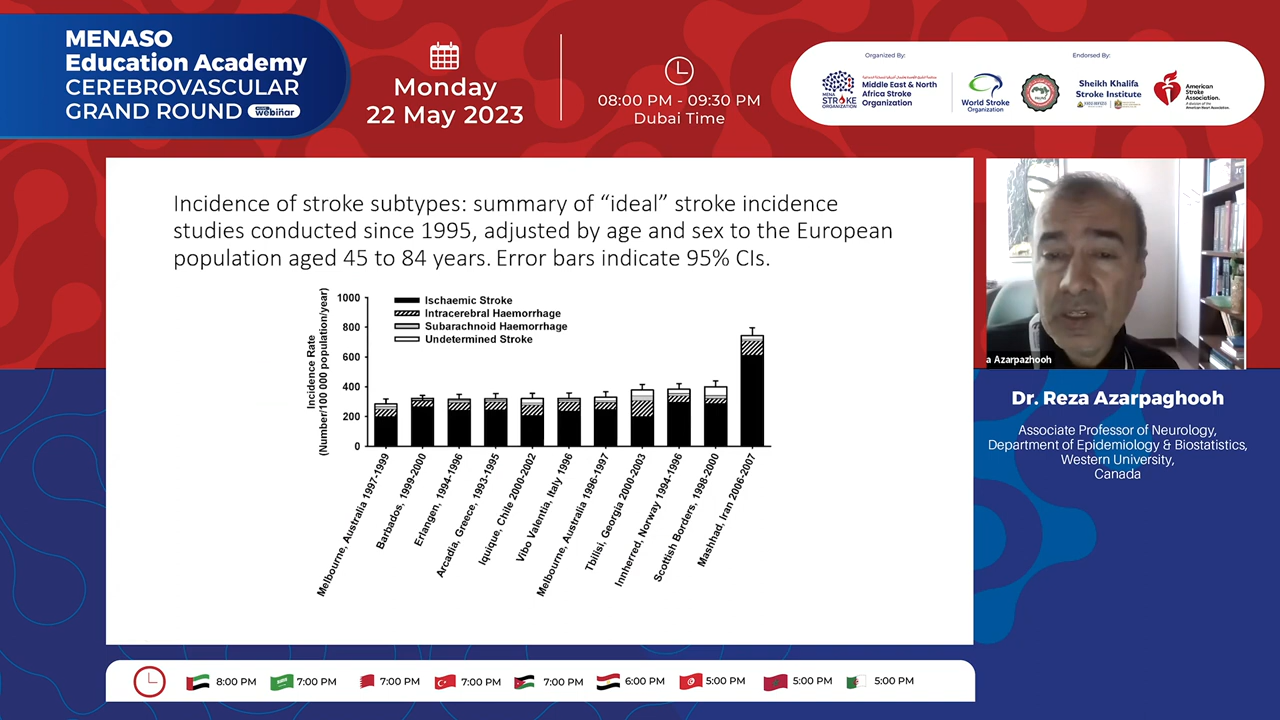 MENASO
Education Academy
CEREBROVASCULAR
GRAND ROUND webinar
Monday
22 May 2023
08:00 PM - 09:30 PM
Dubai Time
Organized By:
MENA
STROKE
ORGANIZATION
Middle East & North
Africa Stroke
Organization
Endorsed By:
World Stroke
Organization
Sheikh Khalifa
Stroke Institute
American
Stroke
Association.
A division of the
American Heart Association.
Incidence of stroke subtypes: summary of “ideal” stroke incidence
studies conducted since 1995, adjusted by age and sex to the European
population aged 45 to 84 years. Error bars indicate 95% CIs.
Incidence Rate
(Number/100 000 population/year)
1000
800
600
400
200
0
Ischaemic Stroke
Intracerebral Haemorrhage
Subarachnoid Haemorrhage
Undetermined Stroke
Melbourne, Australia 1997-1999
Barbados, 1999-2000
Erlangen, 1994-1996
Arcadia, Greece, 1993-1995
Iquique, Chile 2000-2002
Vibo Valentia, Italy 1996
Melbourne, Australia 1996-1997
Tbilisi, Georgia 2000-2003
Innherred, Norway 1994-1996
Scottish Borders, 1998-2000
Mashhad, Iran 2006-2007
a Azarpazhooh
Dr. Reza Azarpaghooh
Associate Professor of Neurology,
Department of Epidemiology & Biostatistics,
Western University,
Canada
8:00 PM
7:00 PM
7:00 PM
7:00 PM
7:00 PM
6:00 PM
5:00 PM
5:00 PM
5:00 PM